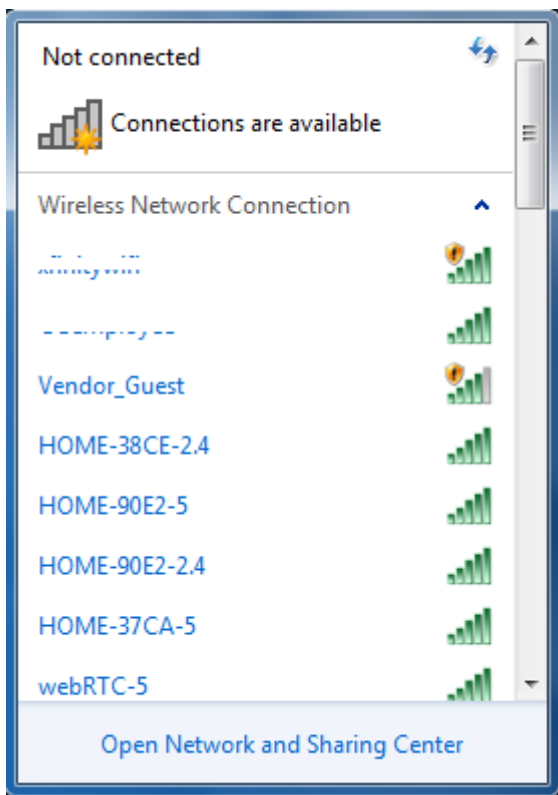 Not connected
Connections are available
Wireless Network Connection
Vendor_Guest
HOME-38CE-2.4
HOME-90E2-5
HOME-90E2-2.4
HOME-37CA-5
webRTC-5
Open Network and Sharing Center